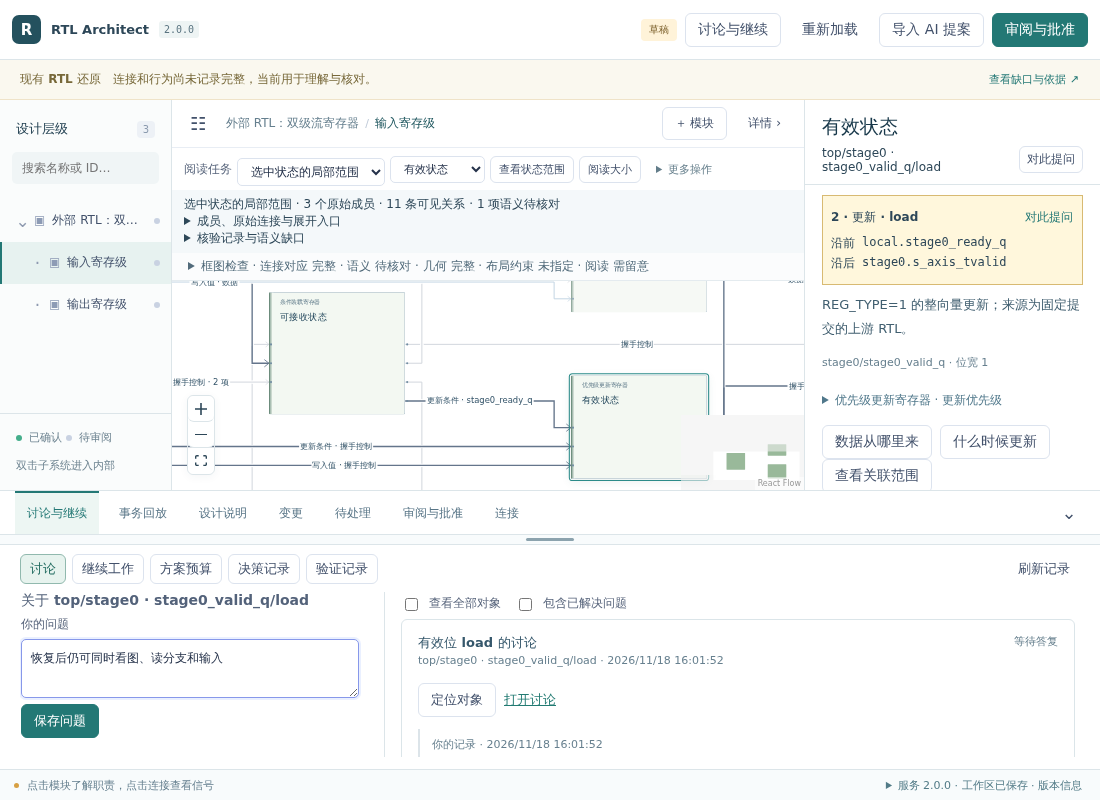 R RTL Architect 2.0.0 草稿 讨论与继续 重新加载 导入 AI 提案 审阅与批准
现有 RTL 还原 连接和行为尚未记录完整，当前用于理解与核对。 查看缺口与依据 ↗
设计层级 3
搜索名称或 ID…
外部 RTL：双…
输入寄存级
输出寄存级
已确认 待审阅
双击子系统进入内部
外部 RTL：双级流寄存器 / 输入寄存级 ＋ 模块 详情 ›
阅读任务 选中状态的局部范围 有效状态 查看状态范围 阅读大小 ▶ 更多操作
选中状态的局部范围 · 3 个原始成员 · 11 条可见关系 · 1 项语义待核对
▶ 成员、原始连接与展开入口
▶ 核验记录与语义缺口
▶ 框图检查 · 连接对应 完整 · 语义 待核对 · 几何 完整 · 布局约束 未指定 · 阅读 需留意
写入值 · 数据
条件装载寄存器
可接收状态
握手控制
握手控制 · 2 项
更新条件 · stage0_ready_q
优先级更新寄存器
有效状态
握手
更新条件 · 握手控制
写入值 · 握手控制
React Flow
有效状态
top/stage0 ·
stage0_valid_q/load
对此提问
2 · 更新 · load 对此提问
沿前 local.stage0_ready_q
沿后 stage0.s_axis_tvalid
REG_TYPE=1 的整向量更新；来源为固定提
交的上游 RTL。
stage0/stage0_valid_q · 位宽 1
▶ 优先级更新寄存器 · 更新优先级
数据从哪里来 什么时候更新
查看关联范围
讨论与继续 事务回放 设计说明 变更 待处理 审阅与批准 连接
讨论 继续工作 方案预算 决策记录 验证记录 刷新记录
关于 top/stage0 · stage0_valid_q/load
你的问题
恢复后仍可同时看图、读分支和输入
保存问题
查看全部对象 包含已解决问题
有效位 load 的讨论 等待答复
top/stage0 · stage0_valid_q/load · 2026/11/18 16:01:52
定位对象 打开讨论
你的记录 · 2026/11/18 16:01:52
点击模块了解职责，点击连接查看信号 ▶ 服务 2.0.0 · 工作区已保存 · 版本信息